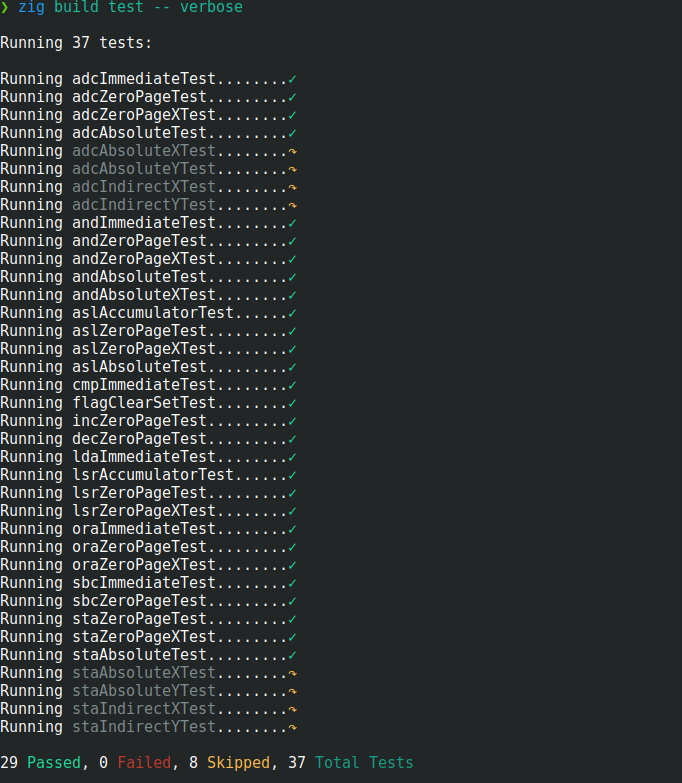 ❯ zig build test -- verbose
Running 37 tests:
Running adcImmediateTest........✓
Running adcZeroPageTest.........✓
Running adcZeroPageXTest........✓
Running adcAbsoluteTest.........✓
Running adcAbsoluteXTest........↷
Running adcAbsoluteYTest........↷
Running adcIndirectXTest........↷
Running adcIndirectYTest........↷
Running andImmediateTest........✓
Running andZeroPageTest.........✓
Running andZeroPageXTest........✓
Running andAbsoluteTest.........✓
Running andAbsoluteXTest........✓
Running aslAccumulatorTest......✓
Running aslZeroPageTest.........✓
Running aslZeroPageXTest........✓
Running aslAbsoluteTest.........✓
Running cmpImmediateTest........✓
Running flagClearSetTest........✓
Running incZeroPageTest.........✓
Running decZeroPageTest.........✓
Running ldaImmediateTest........✓
Running lsrAccumulatorTest......✓
Running lsrZeroPageTest.........✓
Running lsrZeroPageXTest........✓
Running oraImmediateTest........✓
Running oraZeroPageTest.........✓
Running oraZeroPageXTest........✓
Running sbcImmediateTest........✓
Running sbcZeroPageTest.........✓
Running staZeroPageTest.........✓
Running staZeroPageXTest........✓
Running staAbsoluteTest.........✓
Running staAbsoluteXTest........↷
Running staAbsoluteYTest........↷
Running staIndirectXTest........↷
Running staIndirectYTest........↷
29 Passed, 0 Failed, 8 Skipped, 37 Total Tests